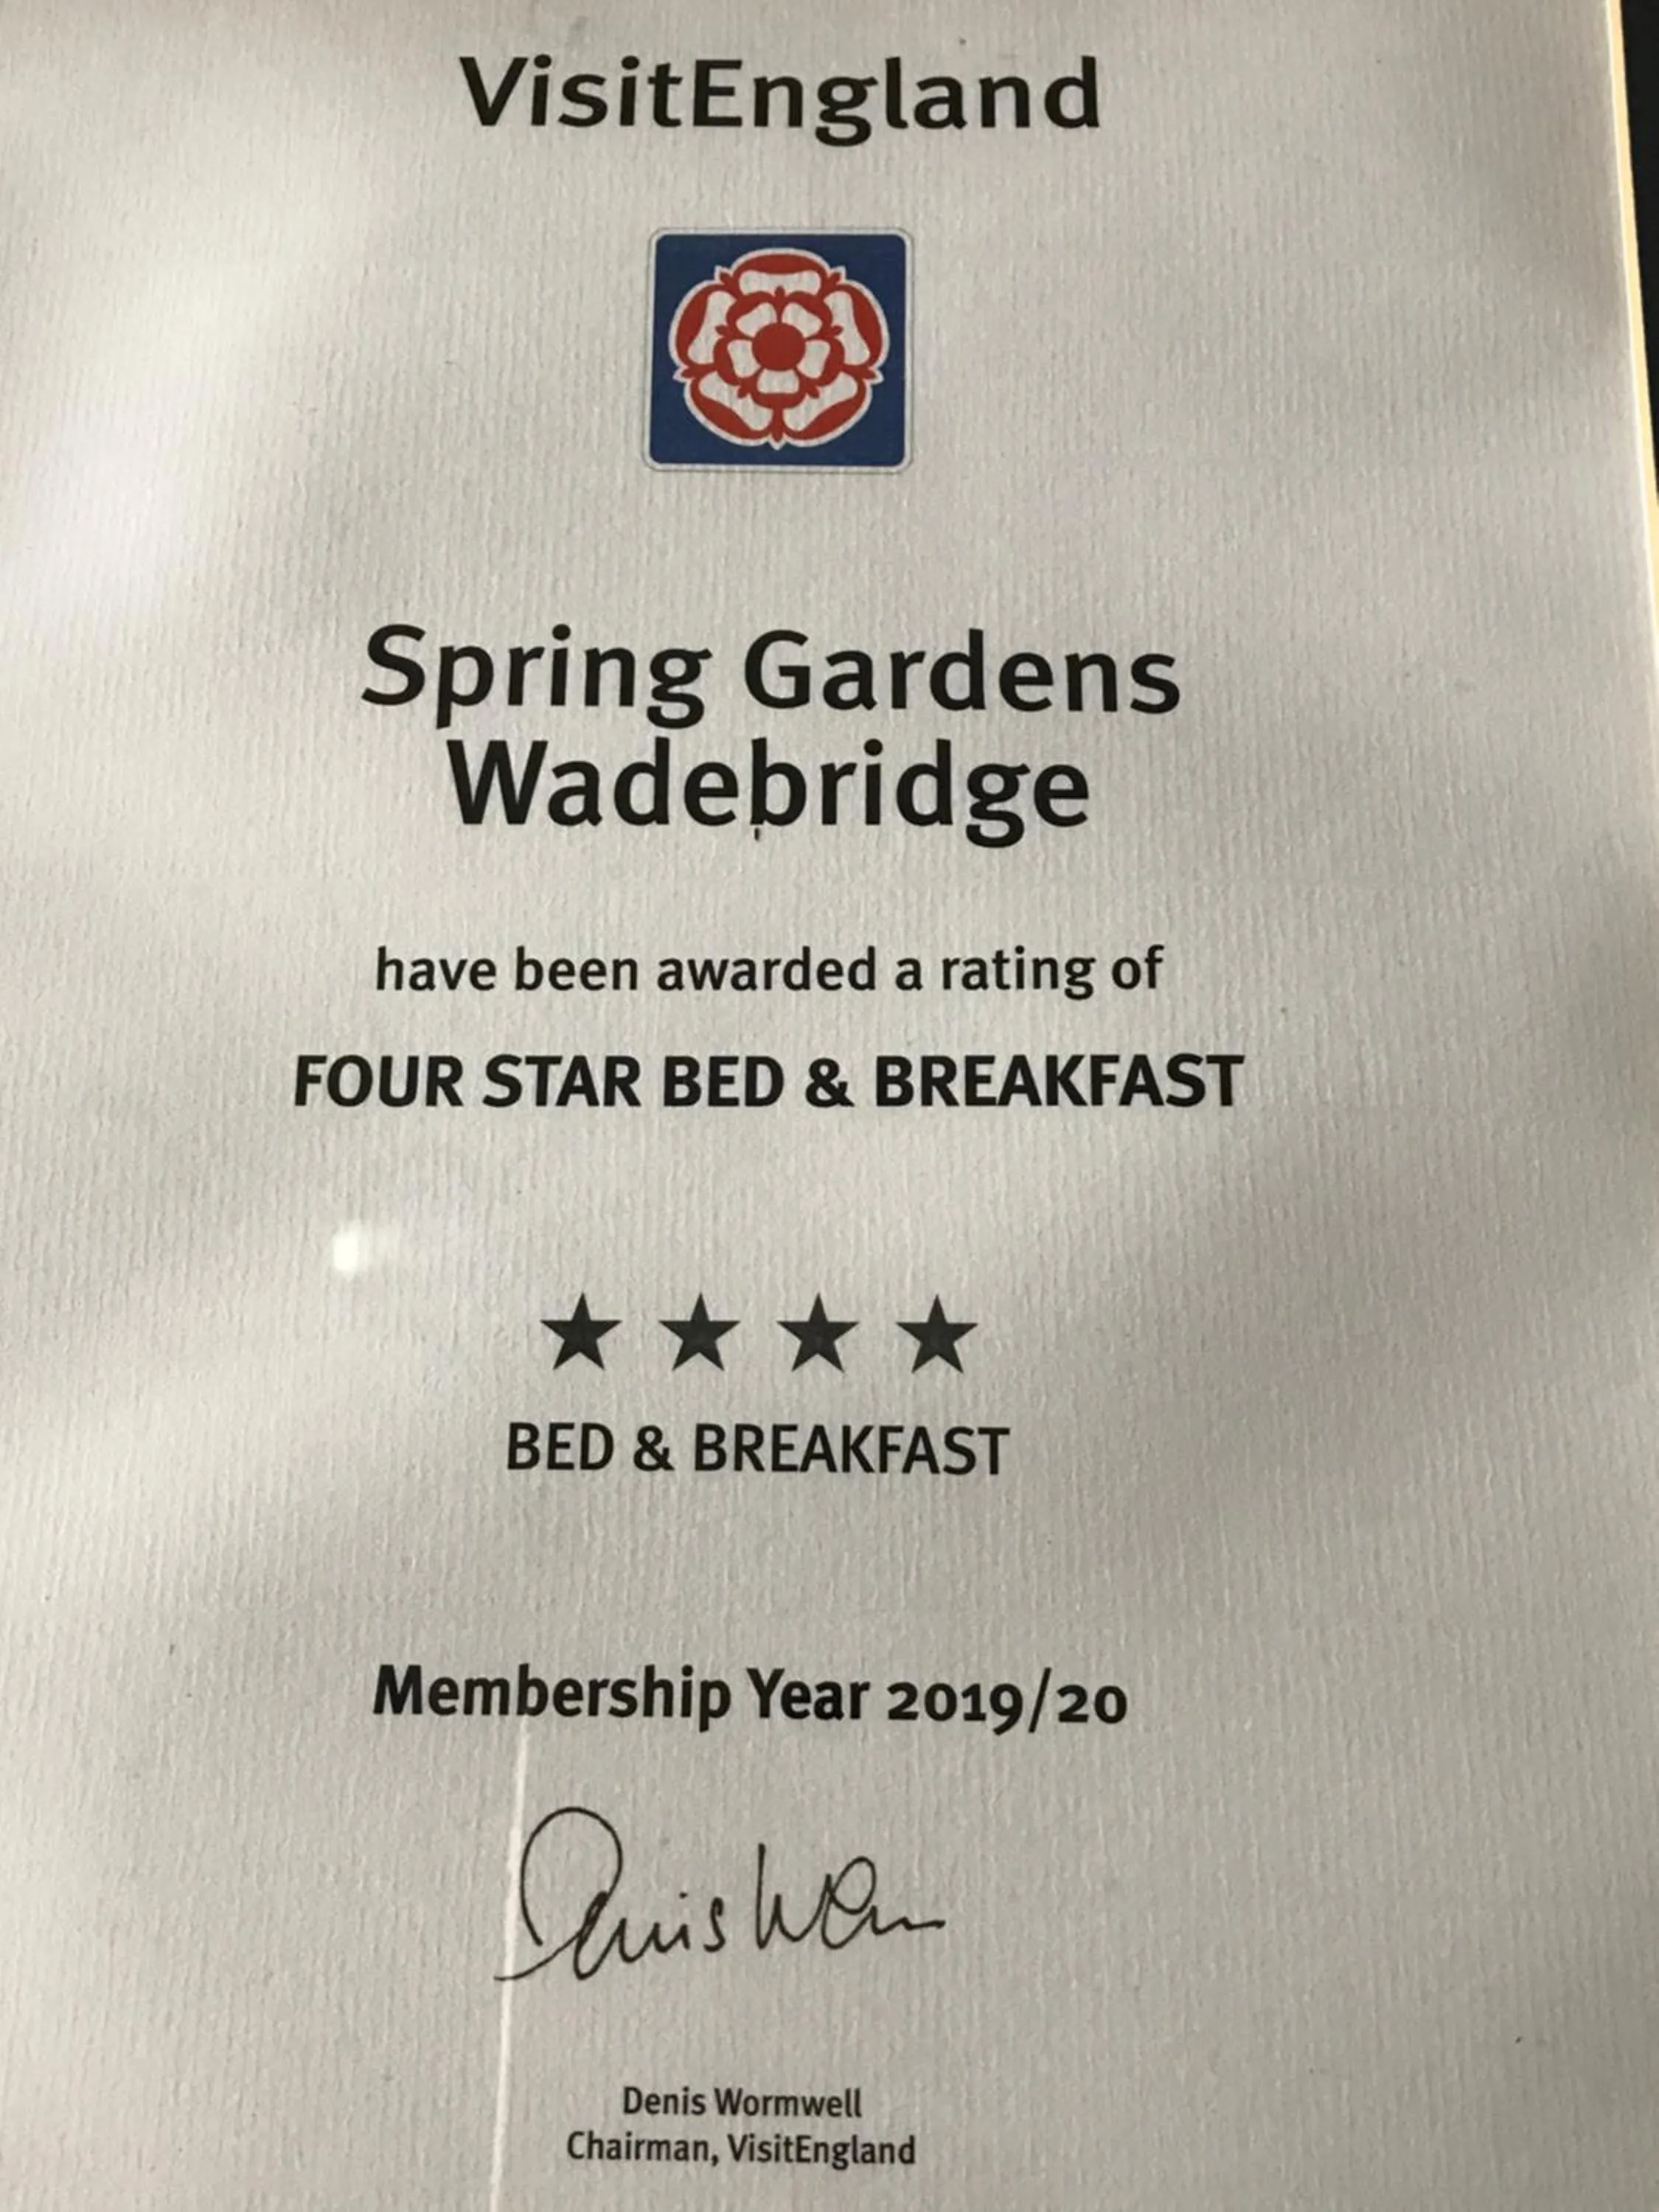 VisitEngland
Spring Gardens
Wadebridge
have been awarded a rating of
FOUR STAR BED & BREAKFAST
★ ★ ★ ★
BED & BREAKFAST
Membership Year 2019/20
Denis Wormwell
Chairman, VisitEngland